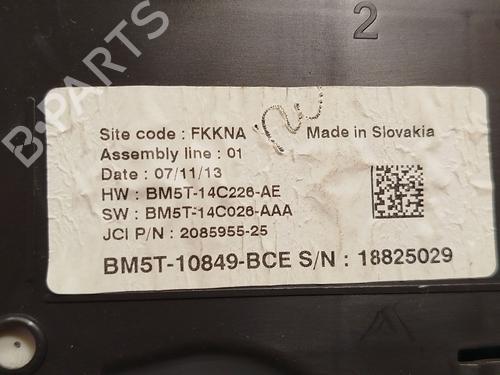 2
B-PARTS
Site code : FKKNA Made in Slovakia
Assembly line : 01
Date : 07/11/13
HW : BM5T-14C226-AE
SW : BM5T-14C026-AAA
JCI P/N : 2085955-25
BM5T-10849-BCE S/N : 18825029